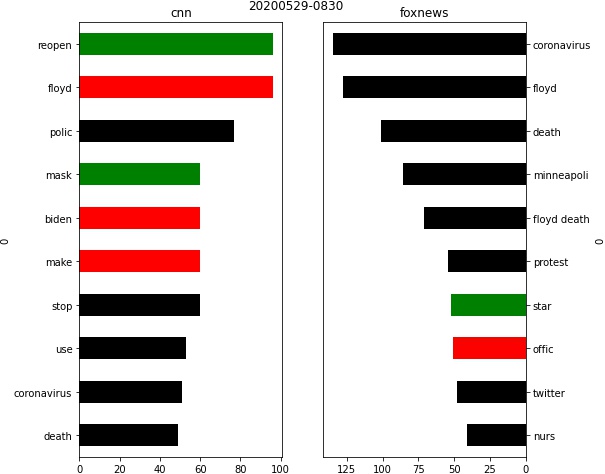 20200529-0830
cnn
foxnews
reopen
floyd
polic
mask
biden
make
stop
use
coronavirus
death
0 20 40 60 80 100
0
coronavirus
floyd
death
minneapoli
floyd death
protest
star
offic
twitter
nurs
125 100 75 50 25 0
0